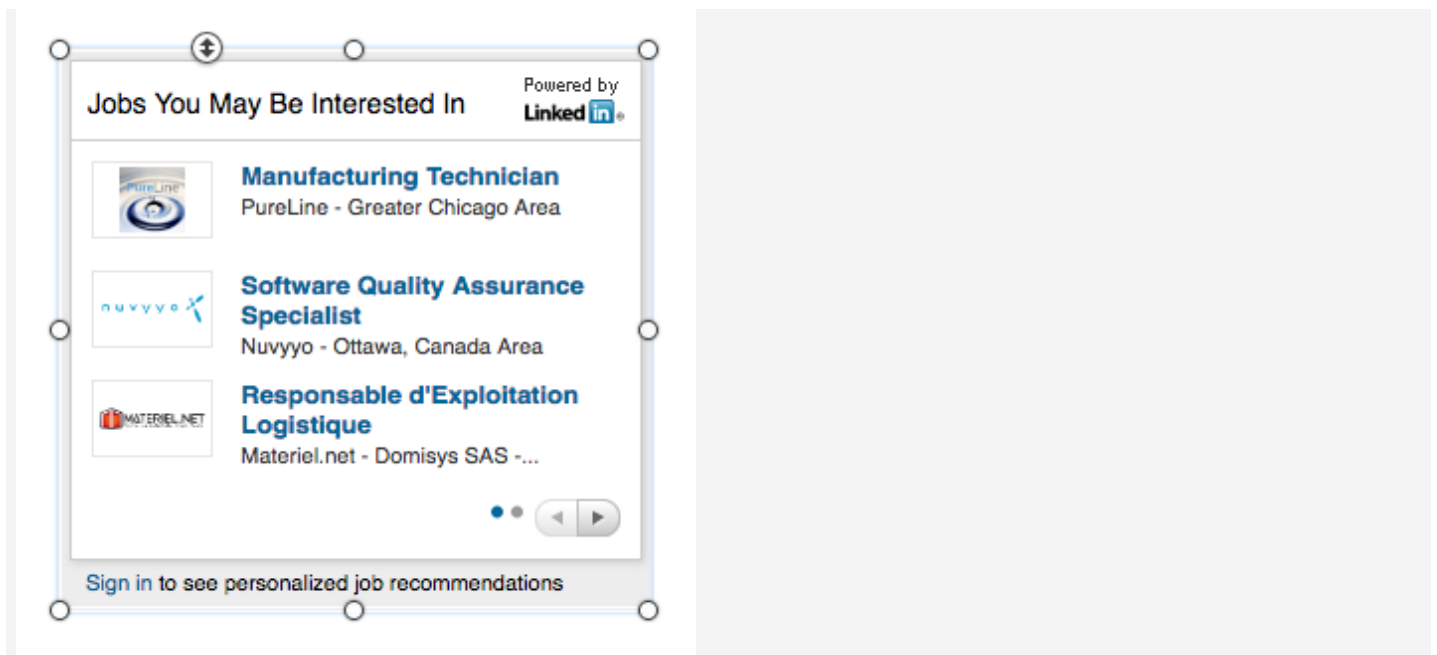 Jobs You May Be Interested In
Powered by
Linked in
PureLine
Manufacturing Technician
PureLine - Greater Chicago Area
nuvyyo
Software Quality Assurance
Specialist
Nuvyyo - Ottawa, Canada Area
MATERIEL.NET
Responsable d'Exploitation
Logistique
Materiel.net - Domisys SAS -...
Sign in to see personalized job recommendations